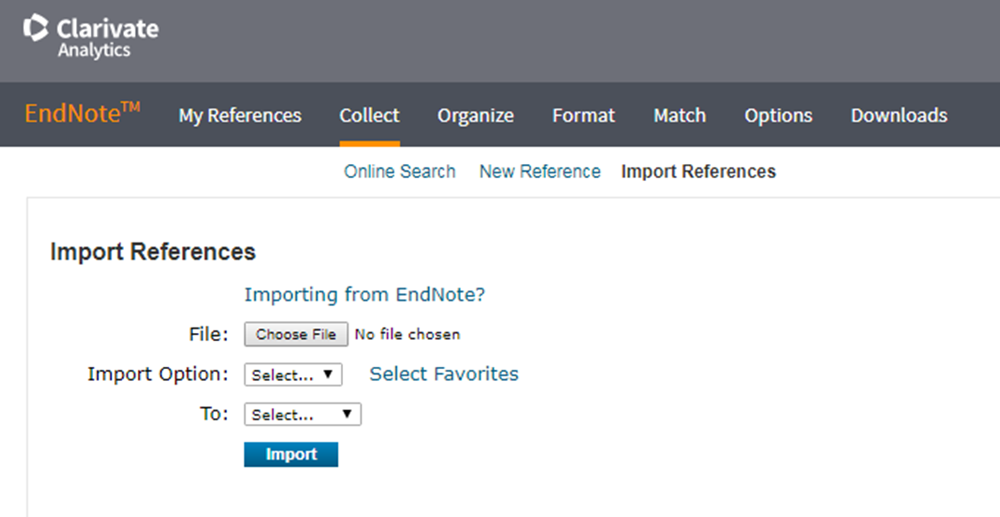 Clarivate
Analytics
EndNote™ My References Collect Organize Format Match Options Downloads
Online Search New Reference Import References
Import References
Importing from EndNote?
File: Choose File No file chosen
Import Option: Select... ▼ Select Favorites
To: Select... ▼
Import